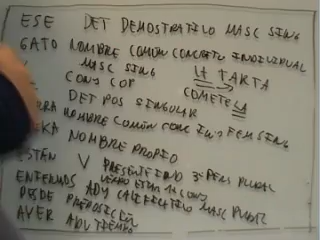 ESE DET DEMOSTRATIVO MASC SING
GATO NOMBRE COMÚN CONCRETO INDIVIDUAL
MASC SING
LA TARTA
CONJ COP
COMETELA
DET POS SINGULAR
NOMBRE COMÚN CONC FEM SING
NOMBRE PROPIO
ESTÁN V PRESENTE IND 3ª PERS PLURAL
ENFERMOS ADJ CALIFICATIVO MASC PLURAL
DESDE PREPOSICIÓN
AYER ADV TIEMPO